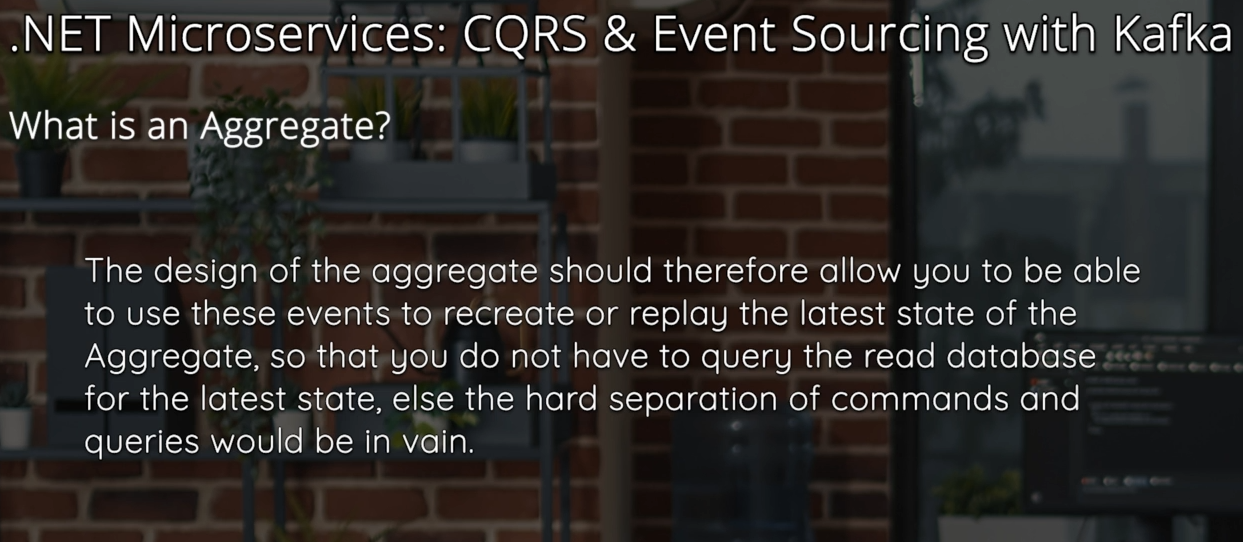 .NET Microservices: CQRS & Event Sourcing with Kafka
What is an Aggregate?
The design of the aggregate should therefore allow you to be able
to use these events to recreate or replay the latest state of the
Aggregate, so that you do not have to query the read database
for the latest state, else the hard separation of commands and
queries would be in vain.